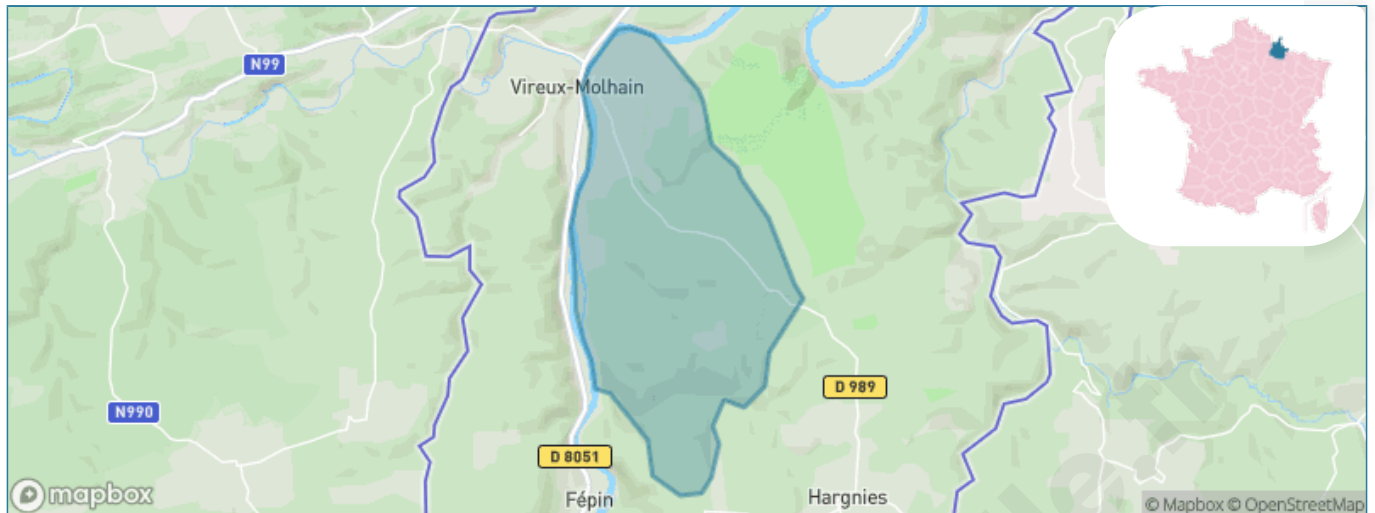 N99
Vireux-Molhain
D 989
N990
D 8051
Fépin
Hargnies
mapbox
© Mapbox © OpenStreetMap